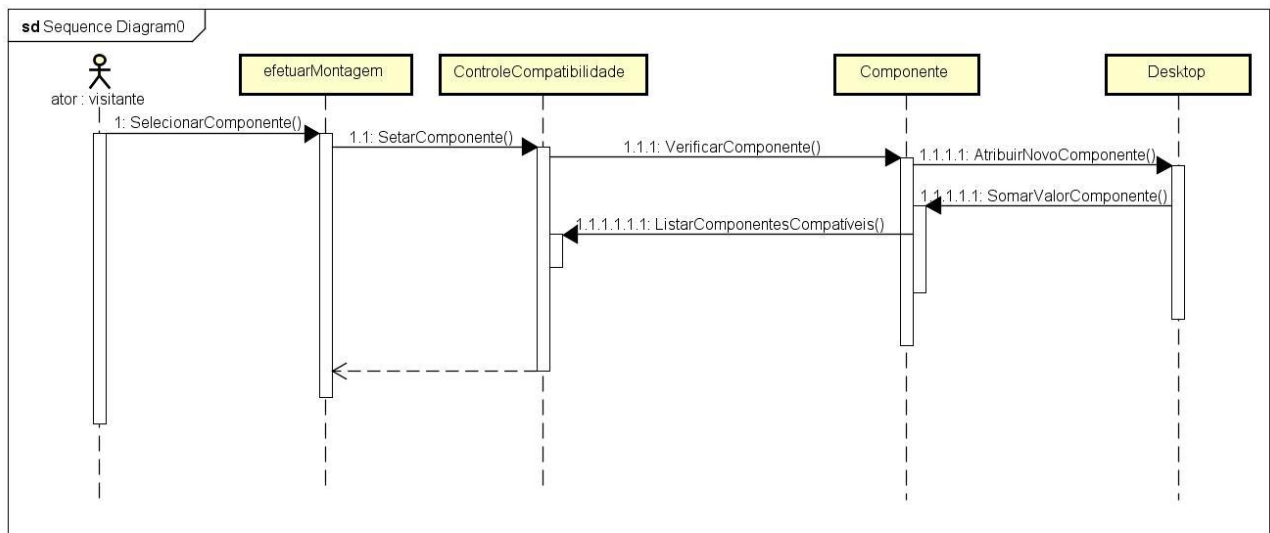 sd Sequence Diagram0
efetuarMontagem
ControleCompatibilidade
Componente
Desktop
ator : visitante
1: SelecionarComponente()
1.1: SetarComponente()
1.1.1: VerificarComponente()
1.1.1.1: AtribuirNovoComponente()
1.1.1.1.1: SomarValorComponente()
1.1.1.1.1.1: ListarComponentesCompatíveis()